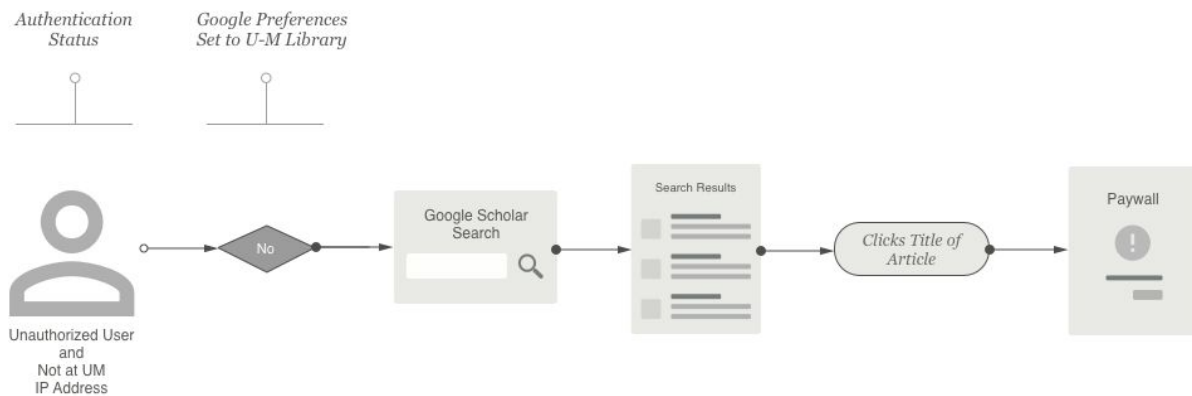 Authentication
Status
Google Preferences
Set to U-M Library
Unauthorized User
and
Not at UM
IP Address
No
Google Scholar
Search
Search Results
Clicks Title of
Article
Paywall
!